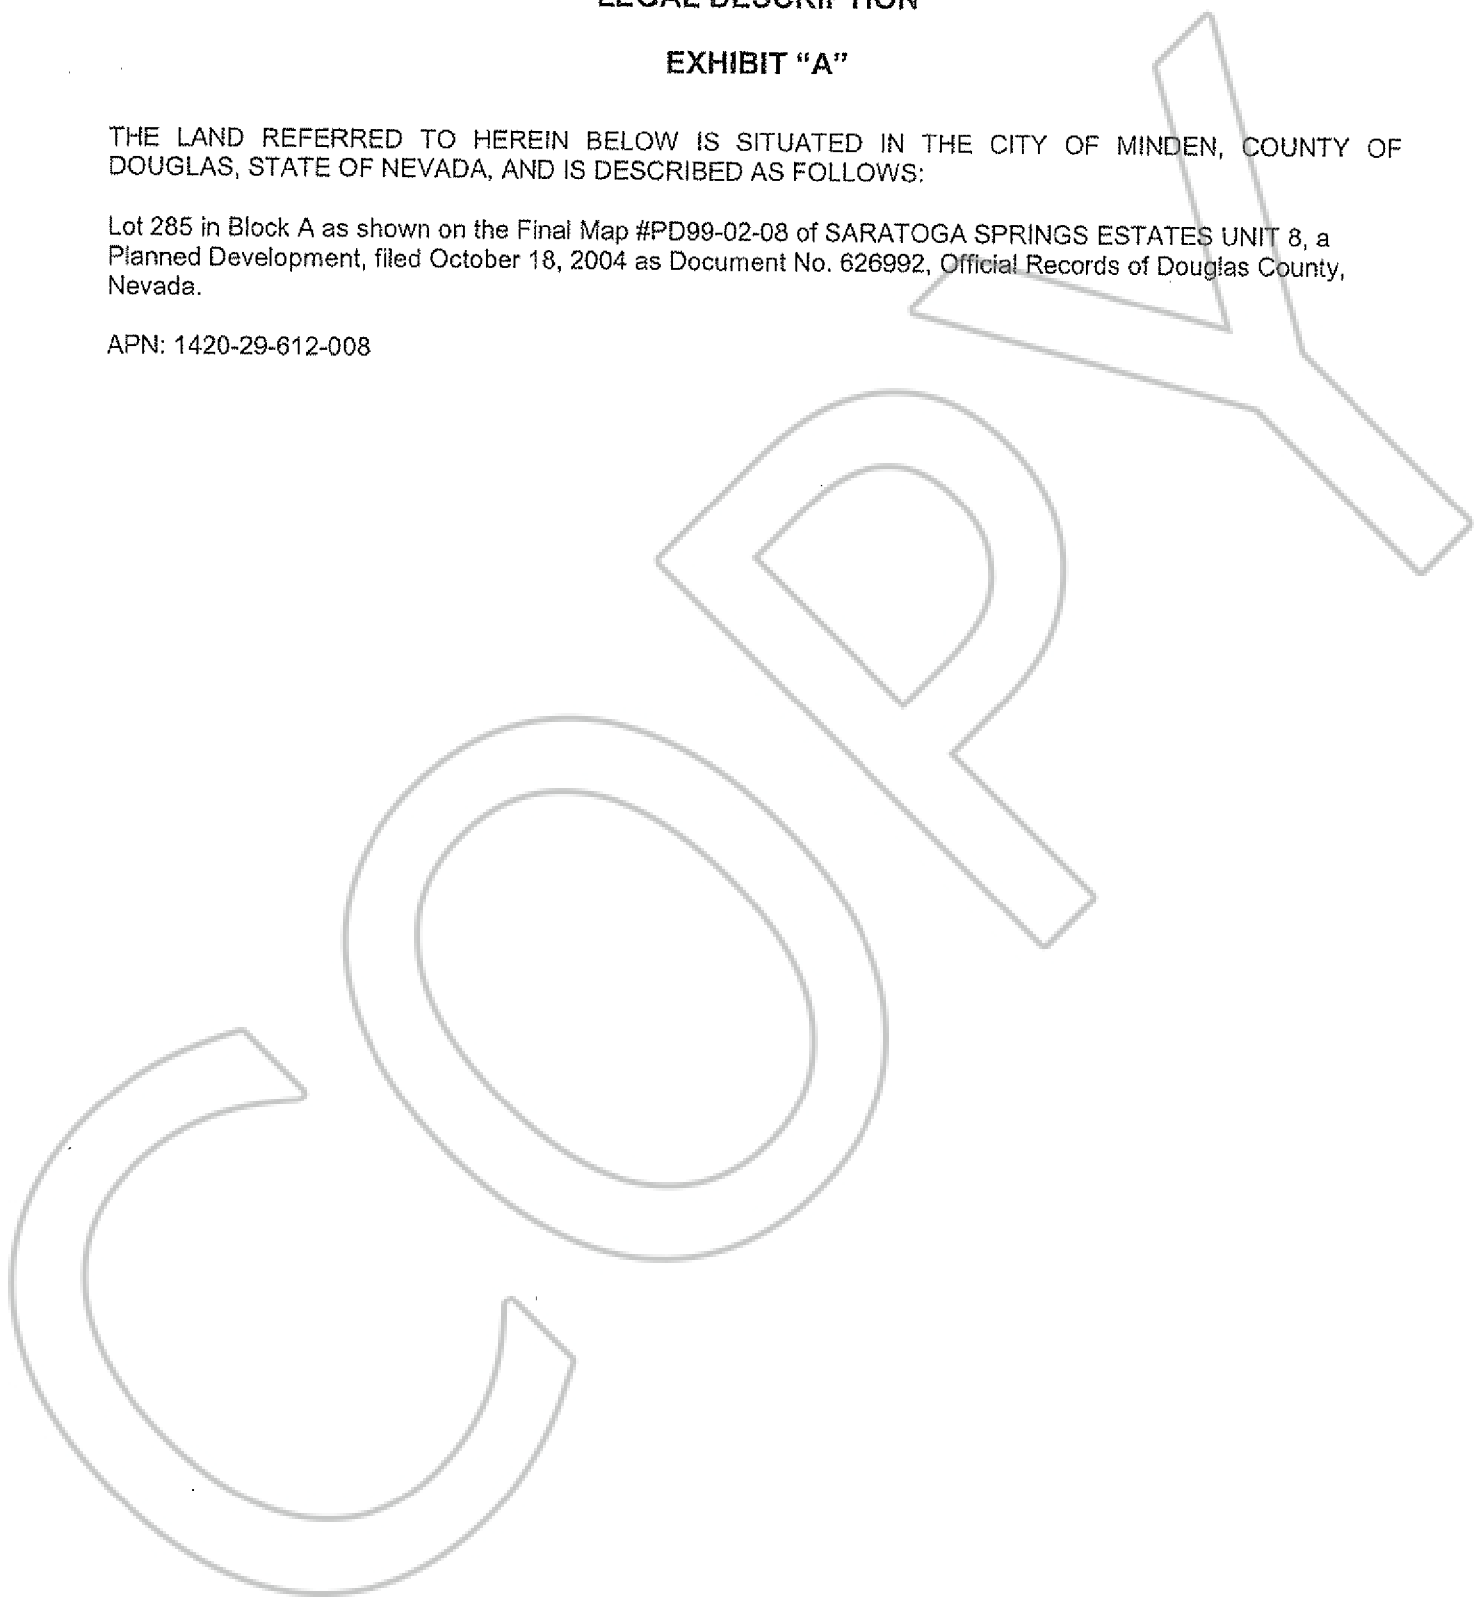 LEGAL DESCRIPTION
EXHIBIT “A”
THE LAND REFERRED TO HEREIN BELOW IS SITUATED IN THE CITY OF MINDEN, COUNTY OF
DOUGLAS, STATE OF NEVADA, AND IS DESCRIBED AS FOLLOWS:
Lot 285 in Block A as shown on the Final Map #PD99-02-08 of SARATOGA SPRINGS ESTATES UNIT 8, a
Planned Development, filed October 18, 2004 as Document No. 626992, Official Records of Douglas County,
Nevada.
APN: 1420-29-612-008
COPY